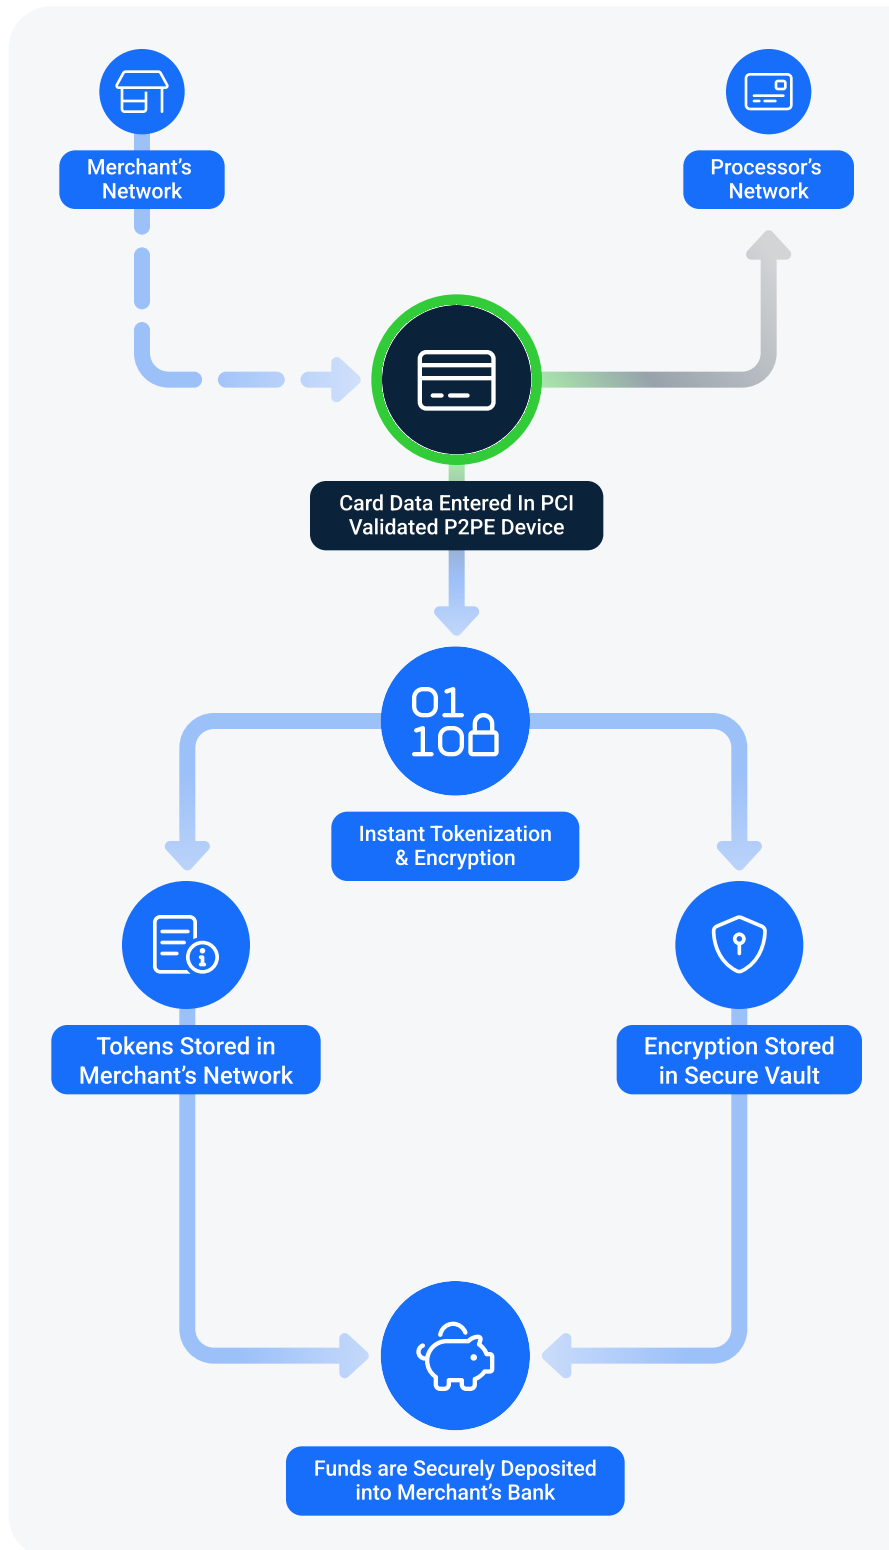 Merchant’s
Network
Processor’s
Network
Card Data Entered In PCI
Validated P2PE Device
01
10
Instant Tokenization
& Encryption
Tokens Stored in
Merchant’s Network
Encryption Stored
in Secure Vault
Funds are Securely Deposited
into Merchant’s Bank